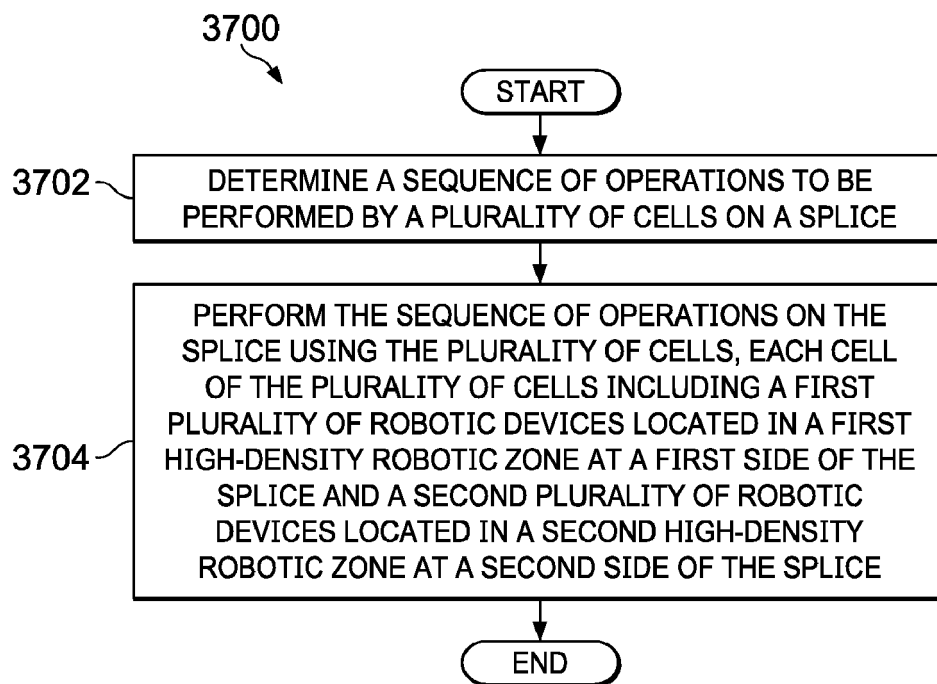 3700
START
3702
DETERMINE A SEQUENCE OF OPERATIONS TO BE
PERFORMED BY A PLURALITY OF CELLS ON A SPLICE
3704
PERFORM THE SEQUENCE OF OPERATIONS ON THE
SPLICE USING THE PLURALITY OF CELLS, EACH CELL
OF THE PLURALITY OF CELLS INCLUDING A FIRST
PLURALITY OF ROBOTIC DEVICES LOCATED IN A FIRST
HIGH-DENSITY ROBOTIC ZONE AT A FIRST SIDE OF THE
SPLICE AND A SECOND PLURALITY OF ROBOTIC
DEVICES LOCATED IN A SECOND HIGH-DENSITY
ROBOTIC ZONE AT A SECOND SIDE OF THE SPLICE
END